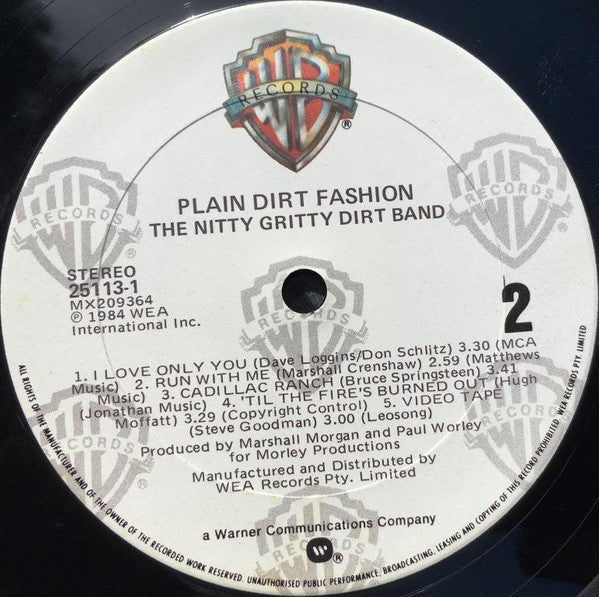 RECORDS
®
PLAIN DIRT FASHION
THE NITTY GRITTY DIRT BAND
STEREO
25113-1
MX209364
℗ 1984 WEA
International Inc.
2
1. I LOVE ONLY YOU (Dave Loggins/Don Schlitz) 3.30 (MCA
Music) 2. RUN WITH ME (Marshall Crenshaw) 2.59 (Matthews
Music) 3. CADILLAC RANCH (Bruce Springsteen) 3.41
(Jonathan Music) 4. 'TIL THE FIRE'S BURNED OUT (Hugh
Moffatt) 3.29 (Copyright Control) 5. VIDEO TAPE
(Steve Goodman) 3.00 (Leosong)
Produced by Marshall Morgan and Paul Worley
for Morley Productions
Manufactured and Distributed by
WEA Records Pty. Limited
a Warner Communications Company
®
ALL RIGHTS OF THE MANUFACTURER AND OF THE OWNER OF THE RECORDED WORK RESERVED. UNAUTHORISED PUBLIC PERFORMANCE, BROADCASTING, LEASING AND COPYING OF THIS RECORD PROHIBITED. WEA RECORDS PTY. LIMITED
RECORDS
RECORDS
RECORDS
RECORDS
RECORDS